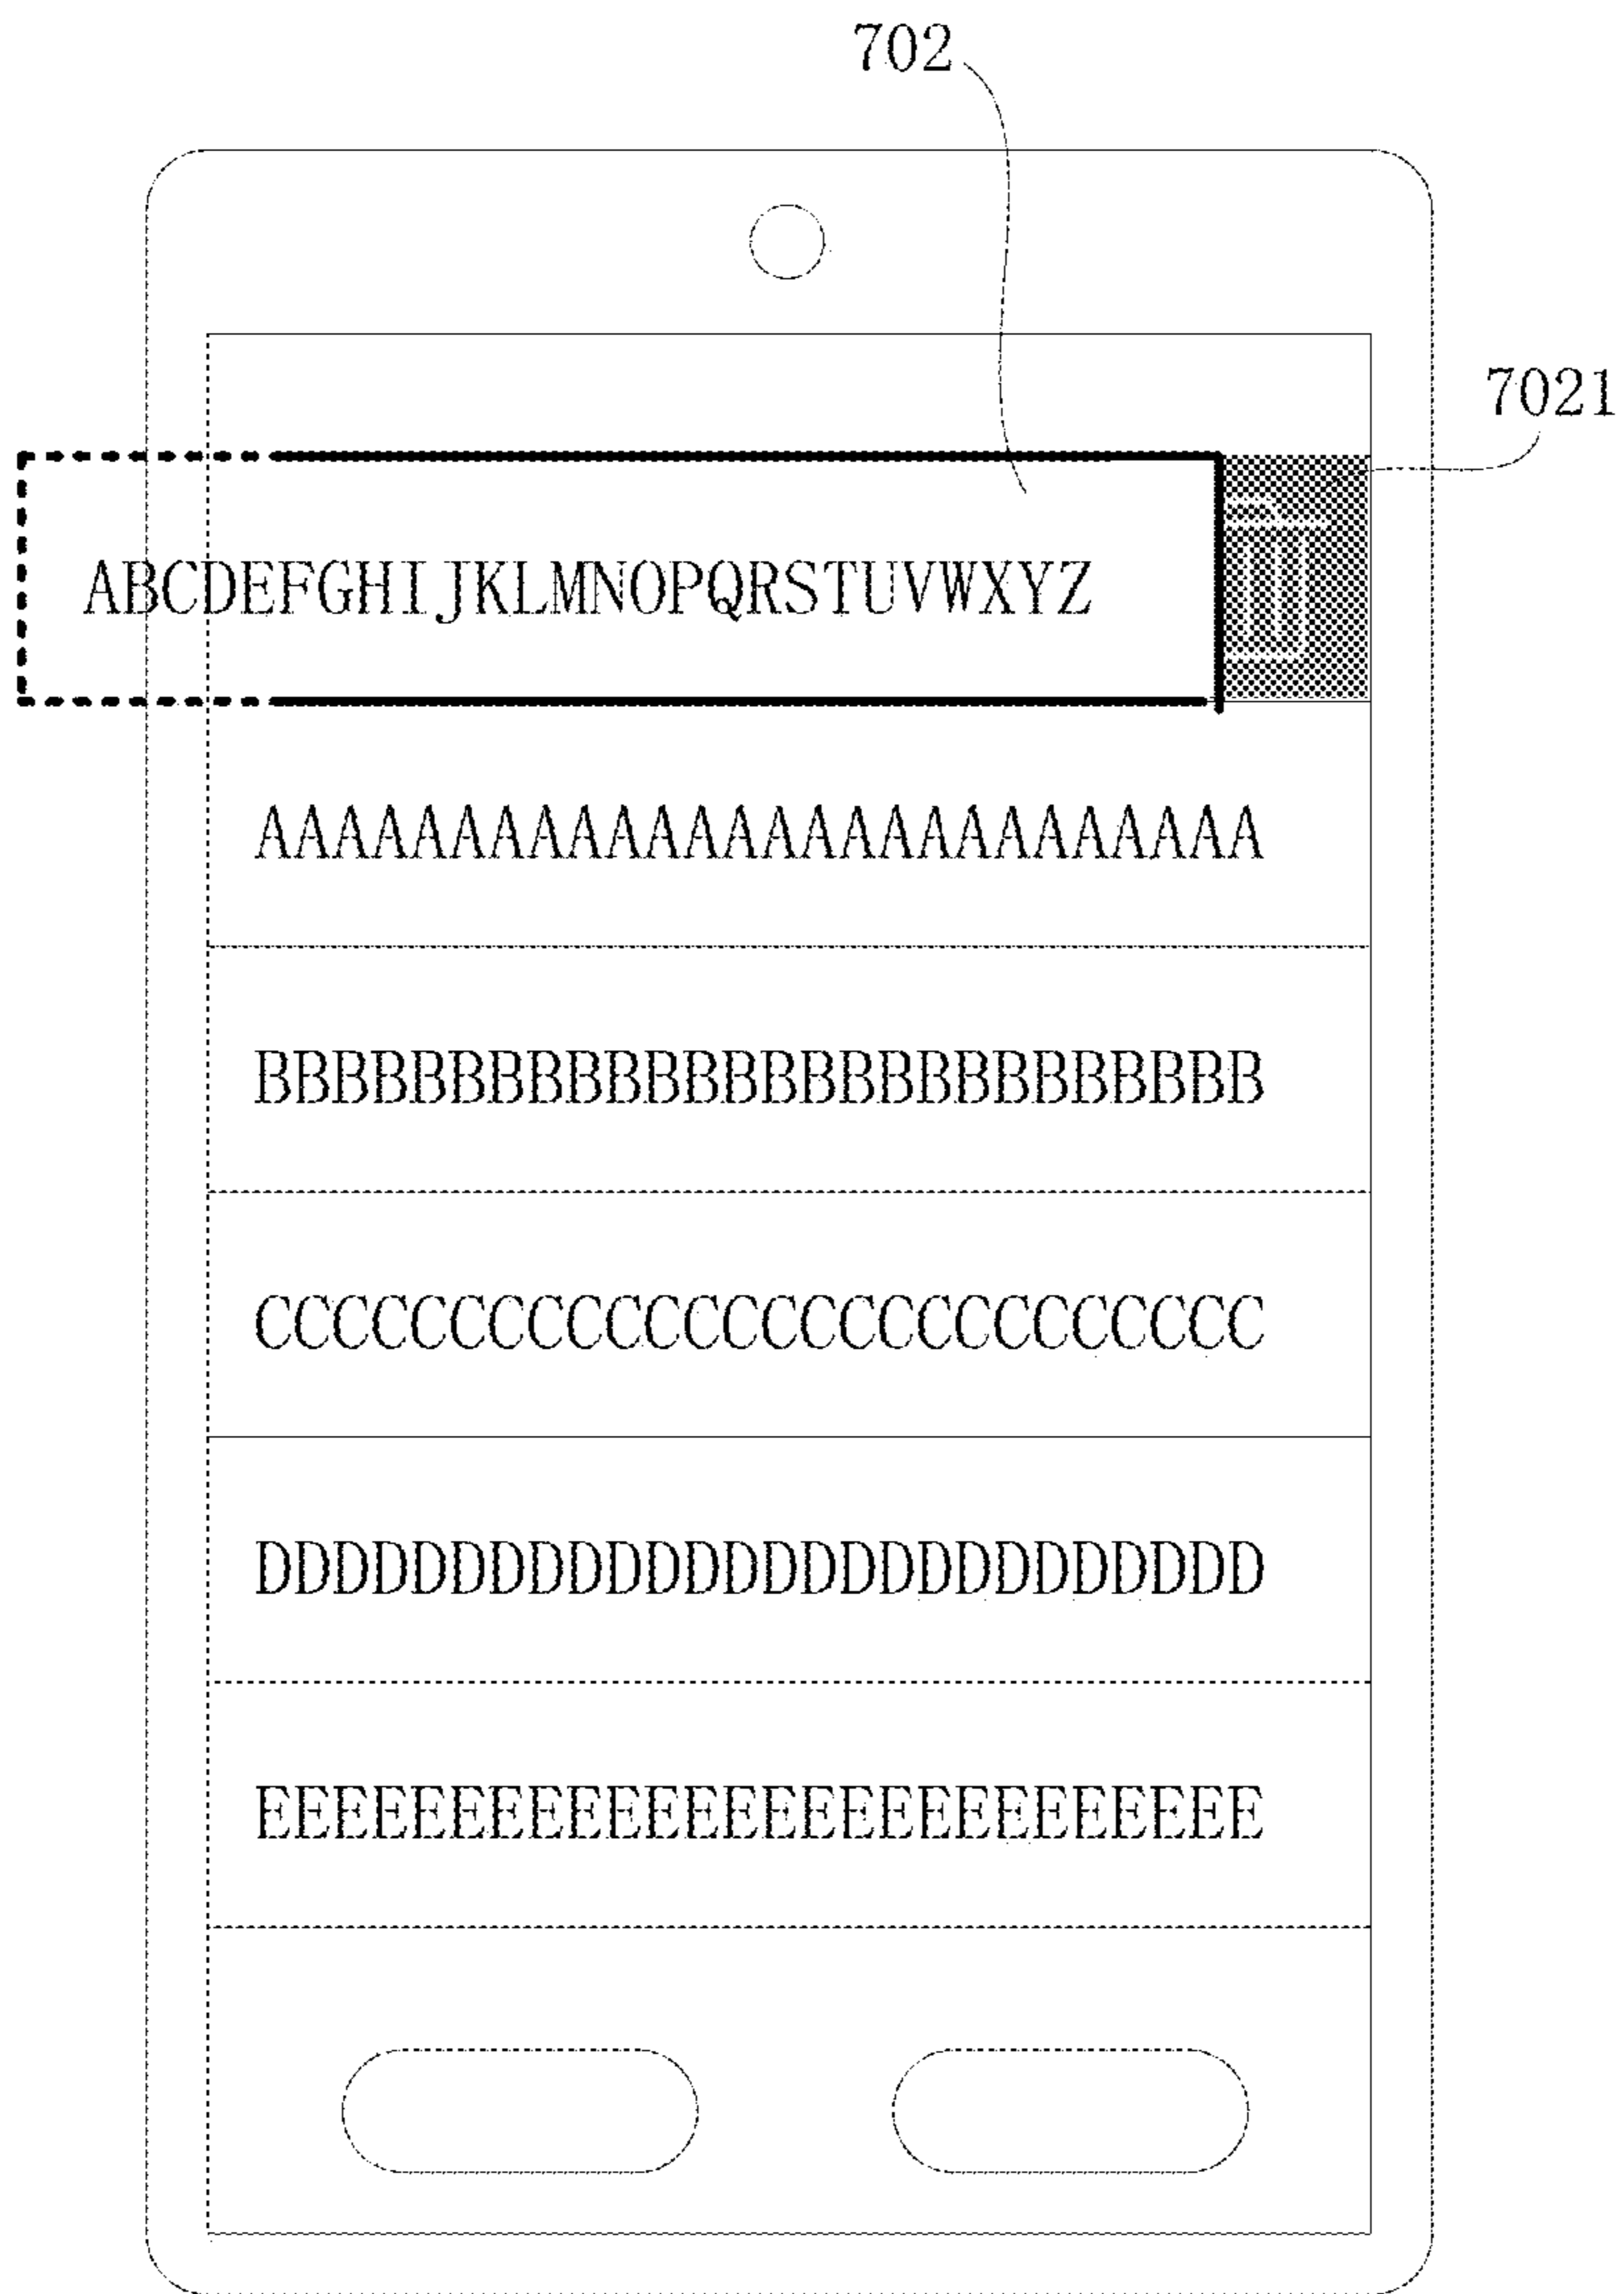 702
7021
ABCDEFGHIJKLMNOPQRSTUVWXYZ
AAAAAAAAAAAAAAAAAAAAAAAAAA
BBBBBBBBBBBBBBBBBBBBBBBBBB
CCCCCCCCCCCCCCCCCCCCCCCCCC
DDDDDDDDDDDDDDDDDDDDDDDDDD
EEEEEEEEEEEEEEEEEEEEEEEEEE